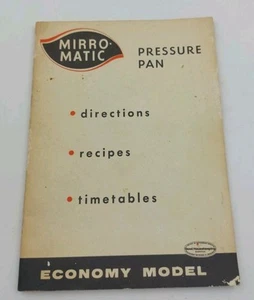 MIRRO-
MATIC
PRESSURE
PAN
• directions
• recipes
• timetables
ECONOMY MODEL